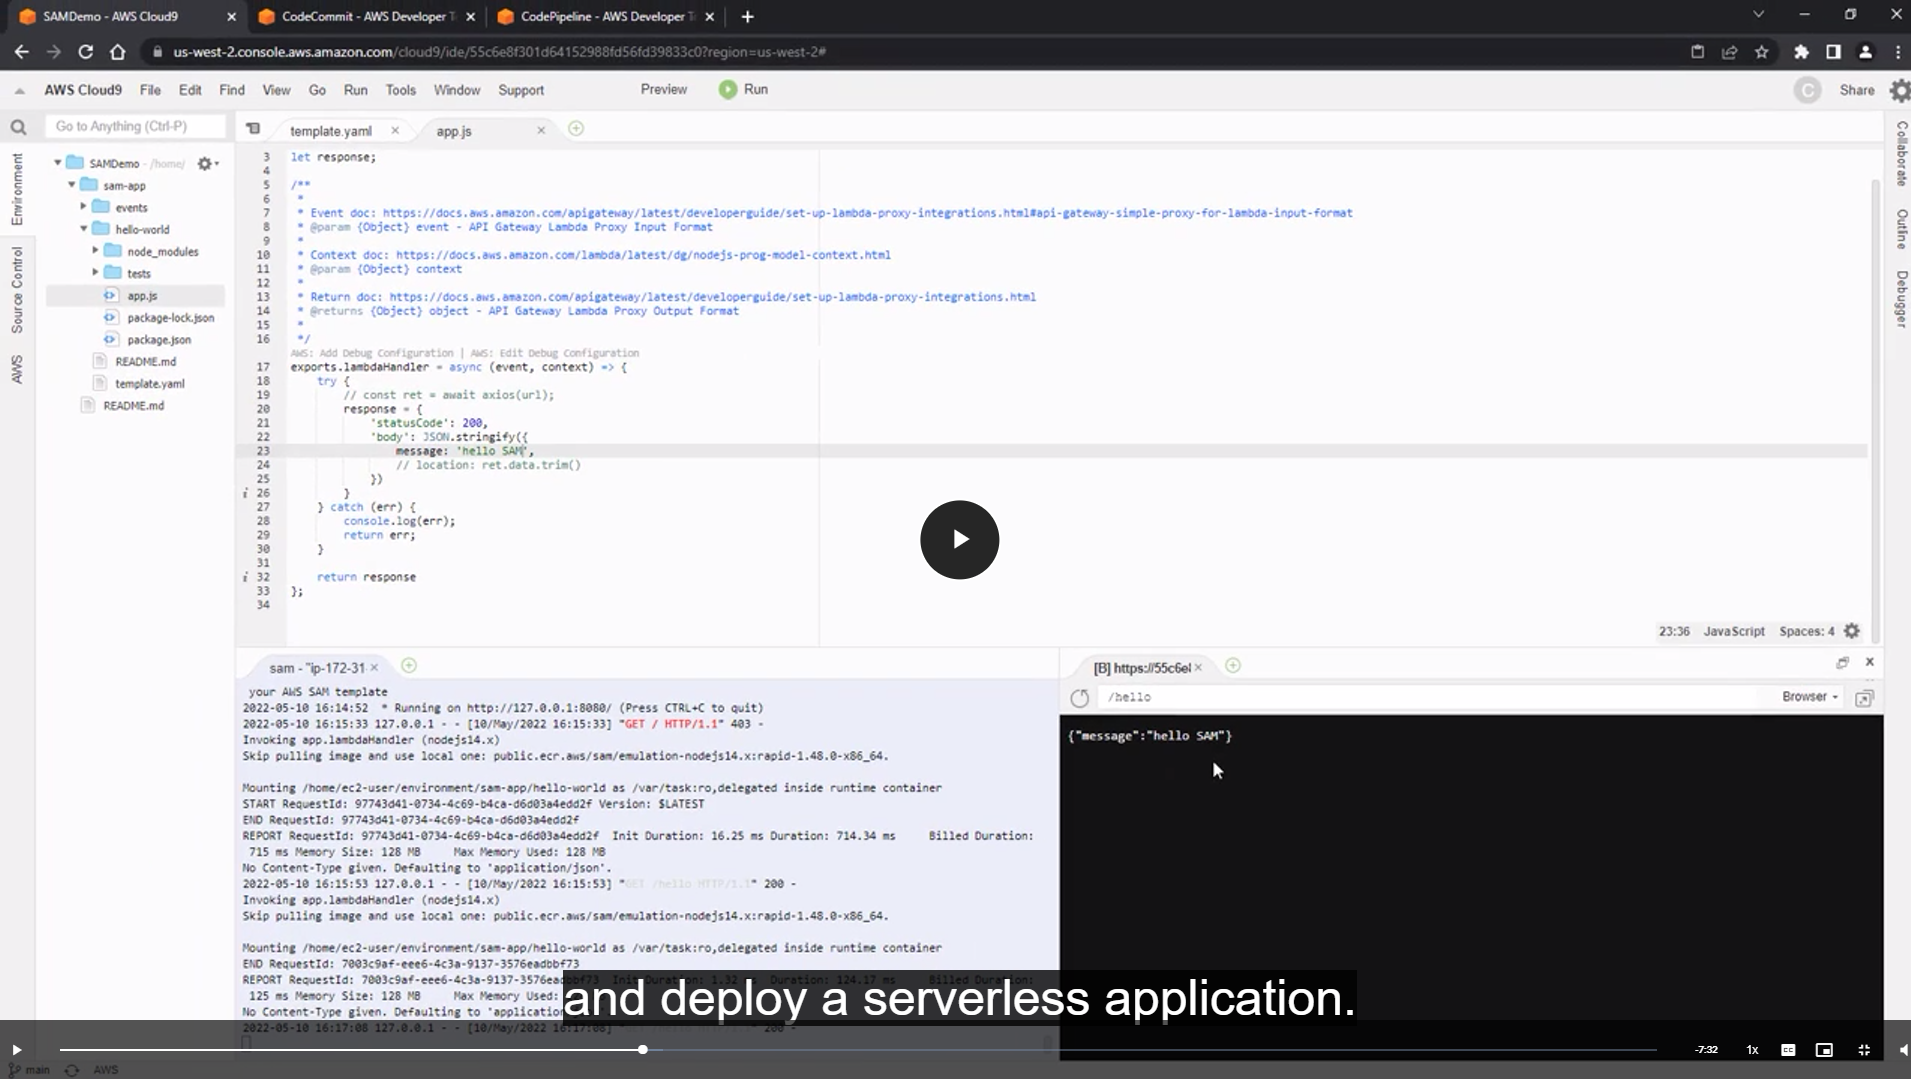 SAMDemo - AWS Cloud9
CodeCommit - AWS Developer T
CodePipeline - AWS Developer T
us-west-2.console.aws.amazon.com/cloud9/ide/55c6e8f301d64152988fd56fd39833c0?region=us-west-2#
AWS Cloud9 File Edit Find View Go Run Tools Window Support Preview Run C Share
Go to Anything (Ctrl-P)
template.yaml
app.js
Environment
Source Control
AWS
SAMDemo - /home/
sam-app
events
hello-world
node_modules
tests
app.js
package-lock.json
package.json
README.md
template.yaml
README.md
3 let response;
4
5 /**
6 *
7 * Event doc: https://docs.aws.amazon.com/apigateway/latest/developerguide/set-up-lambda-proxy-integrations.html#api-gateway-simple-proxy-for-lambda-input-format
8 * @param {Object} event - API Gateway Lambda Proxy Input Format
9 *
10 * Context doc: https://docs.aws.amazon.com/lambda/latest/dg/nodejs-prog-model-context.html
11 * @param {Object} context
12 *
13 * Return doc: https://docs.aws.amazon.com/apigateway/latest/developerguide/set-up-lambda-proxy-integrations.html
14 * @returns {Object} object - API Gateway Lambda Proxy Output Format
15 *
16 */
AWS: Add Debug Configuration | AWS: Edit Debug Configuration
17 exports.lambdaHandler = async (event, context) => {
18 try {
19 // const ret = await axios(url);
20 response = {
21 'statusCode': 200,
22 'body': JSON.stringify({
23 message: 'hello SAM',
24 // location: ret.data.trim()
25 })
i 26 }
27 } catch (err) {
28 console.log(err);
29 return err;
30 }
31
i 32 return response
33 };
34
23:36 JavaScript Spaces: 4
Collaborate
Outline
Debugger
sam - "ip-172-31
your AWS SAM template
2022-05-10 16:14:52 * Running on http://127.0.0.1:8080/ (Press CTRL+C to quit)
2022-05-10 16:15:33 127.0.0.1 - - [10/May/2022 16:15:33] "GET / HTTP/1.1" 403 -
Invoking app.lambdaHandler (nodejs14.x)
Skip pulling image and use local one: public.ecr.aws/sam/emulation-nodejs14.x:rapid-1.48.0-x86_64.
Mounting /home/ec2-user/environment/sam-app/hello-world as /var/task:ro,delegated inside runtime container
START RequestId: 97743d41-0734-4c69-b4ca-d6d03a4edd2f Version: $LATEST
END RequestId: 97743d41-0734-4c69-b4ca-d6d03a4edd2f
REPORT RequestId: 97743d41-0734-4c69-b4ca-d6d03a4edd2f Init Duration: 16.25 ms Duration: 714.34 ms Billed Duration:
715 ms Memory Size: 128 MB Max Memory Used: 128 MB
No Content-Type given. Defaulting to 'application/json'.
2022-05-10 16:15:53 127.0.0.1 - - [10/May/2022 16:15:53] "GET /hello HTTP/1.1" 200 -
Invoking app.lambdaHandler (nodejs14.x)
Skip pulling image and use local one: public.ecr.aws/sam/emulation-nodejs14.x:rapid-1.48.0-x86_64.
Mounting /home/ec2-user/environment/sam-app/hello-world as /var/task:ro,delegated inside runtime container
END RequestId: 7003c9af-eee6-4c3a-9137-3576eadbbf73
REPORT RequestId: 7003c9af-eee6-4c3a-9137-3576eadbbf73 Init Duration: 1.32 ms Duration: 124.17 ms Billed Duration:
125 ms Memory Size: 128 MB Max Memory Used:
No Content-Type given. Defaulting to 'application
2022-05-10 16:17:08 127.0.0.1 - - [10/May/2022 16:17:08] 200 -
[B] https://55c6el
/hello
Browser
{"message":"hello SAM"}
and deploy a serverless application.
-7:32 1x CC
main AWS